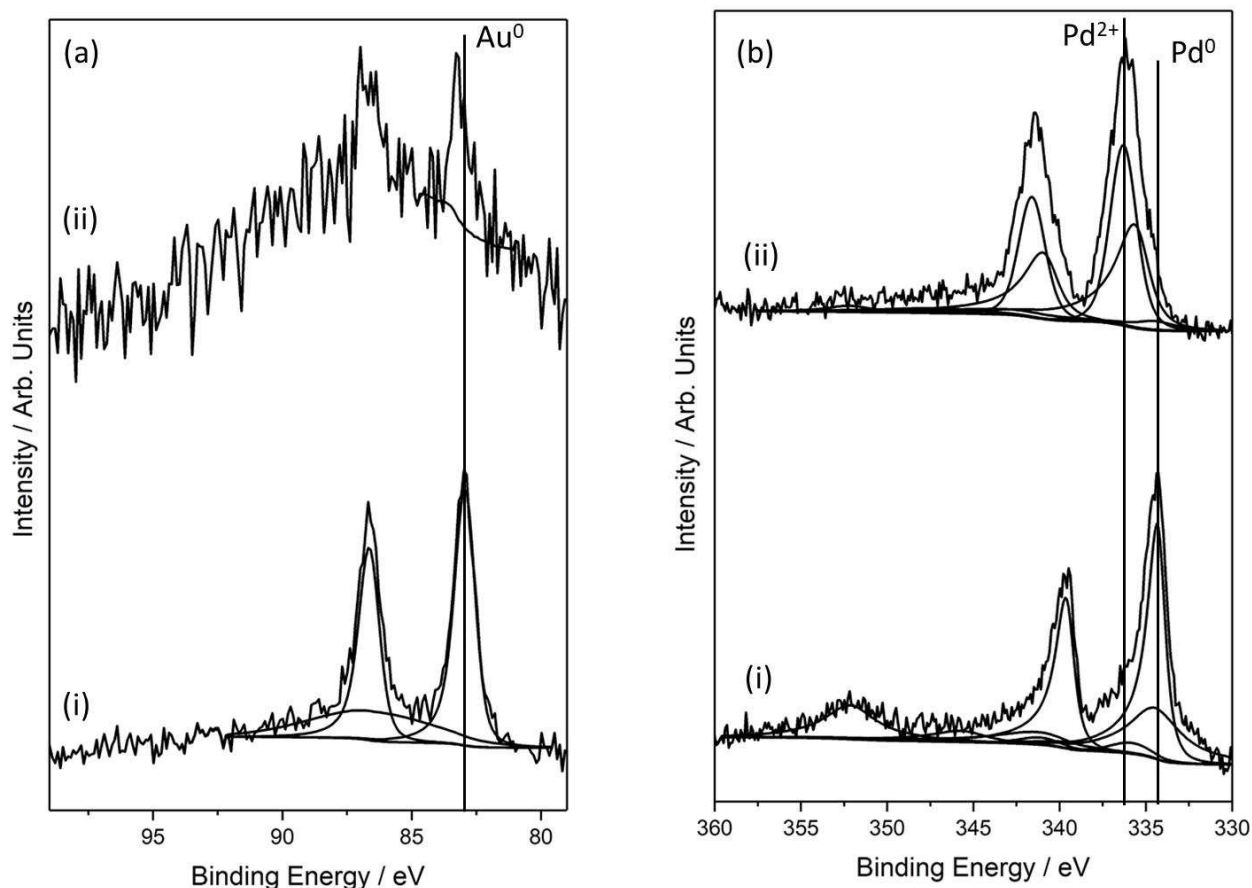 (a)
Au⁰
(ii)
(i)
Intensity / Arb. Units
95
90
85
80
Binding Energy / eV
(b)
Pd²⁺
Pd⁰
(ii)
(i)
Intensity / Arb. Units
360
355
350
345
340
335
330
Binding Energy / eV